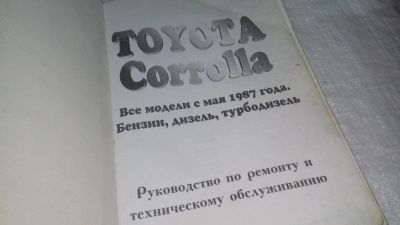 TOYOTA
Corrolla
Все модели с мая 1987 года.
Бензин, дизель, турбодизель
Руководство по ремонту и
техническому обслуживанию